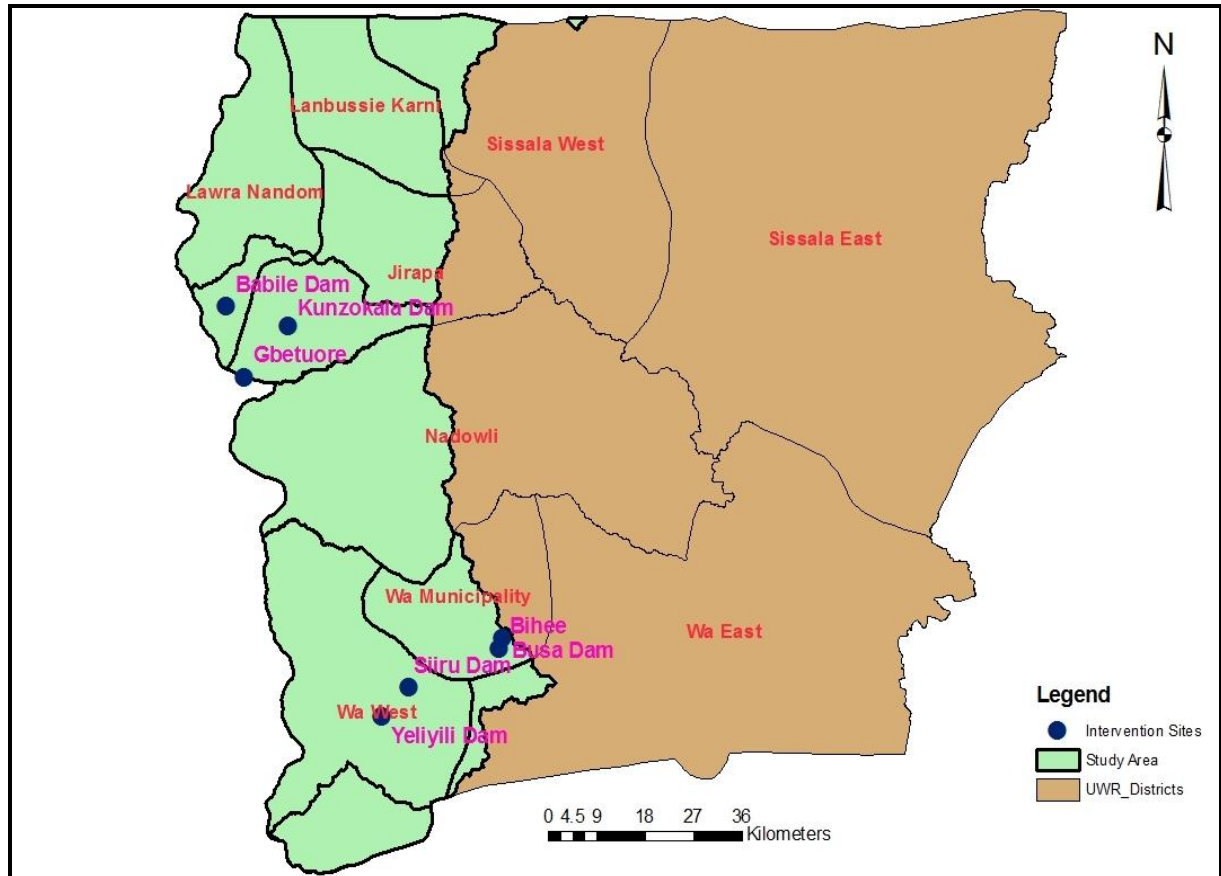 N
Lanbussie Karni
Sissala West
Lawra Nandom
Sissala East
Jirapa
Babile Dam
Kunzokala Dam
Gbetuore
Nadowli
Wa Municipality
Bihee
Busa Dam
Wa East
Siiru Dam
Wa West
Yeliyili Dam
Legend
Intervention Sites
Study Area
UWR_Districts
0 4.5 9 18 27 36
Kilometers